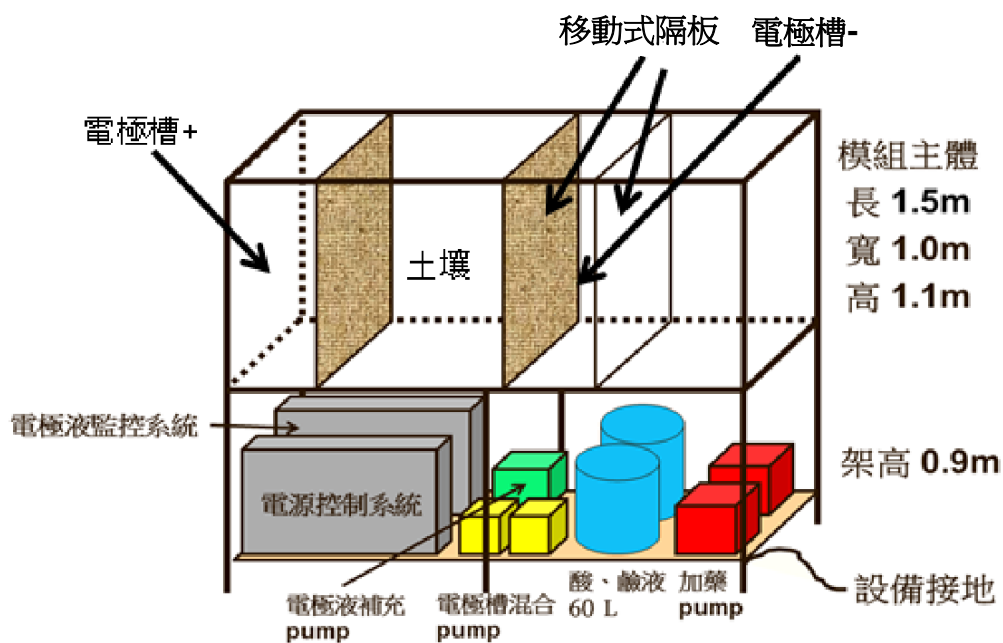 移動式隔板
電極槽-
電極槽+
模組主體
長 1.5m
寬 1.0m
高 1.1m
土壤
電極液監控系統
架高 0.9m
電源控制系統
設備接地
電極液補充
pump
電極槽混合
pump
酸、鹼液
60 L
加藥
pump